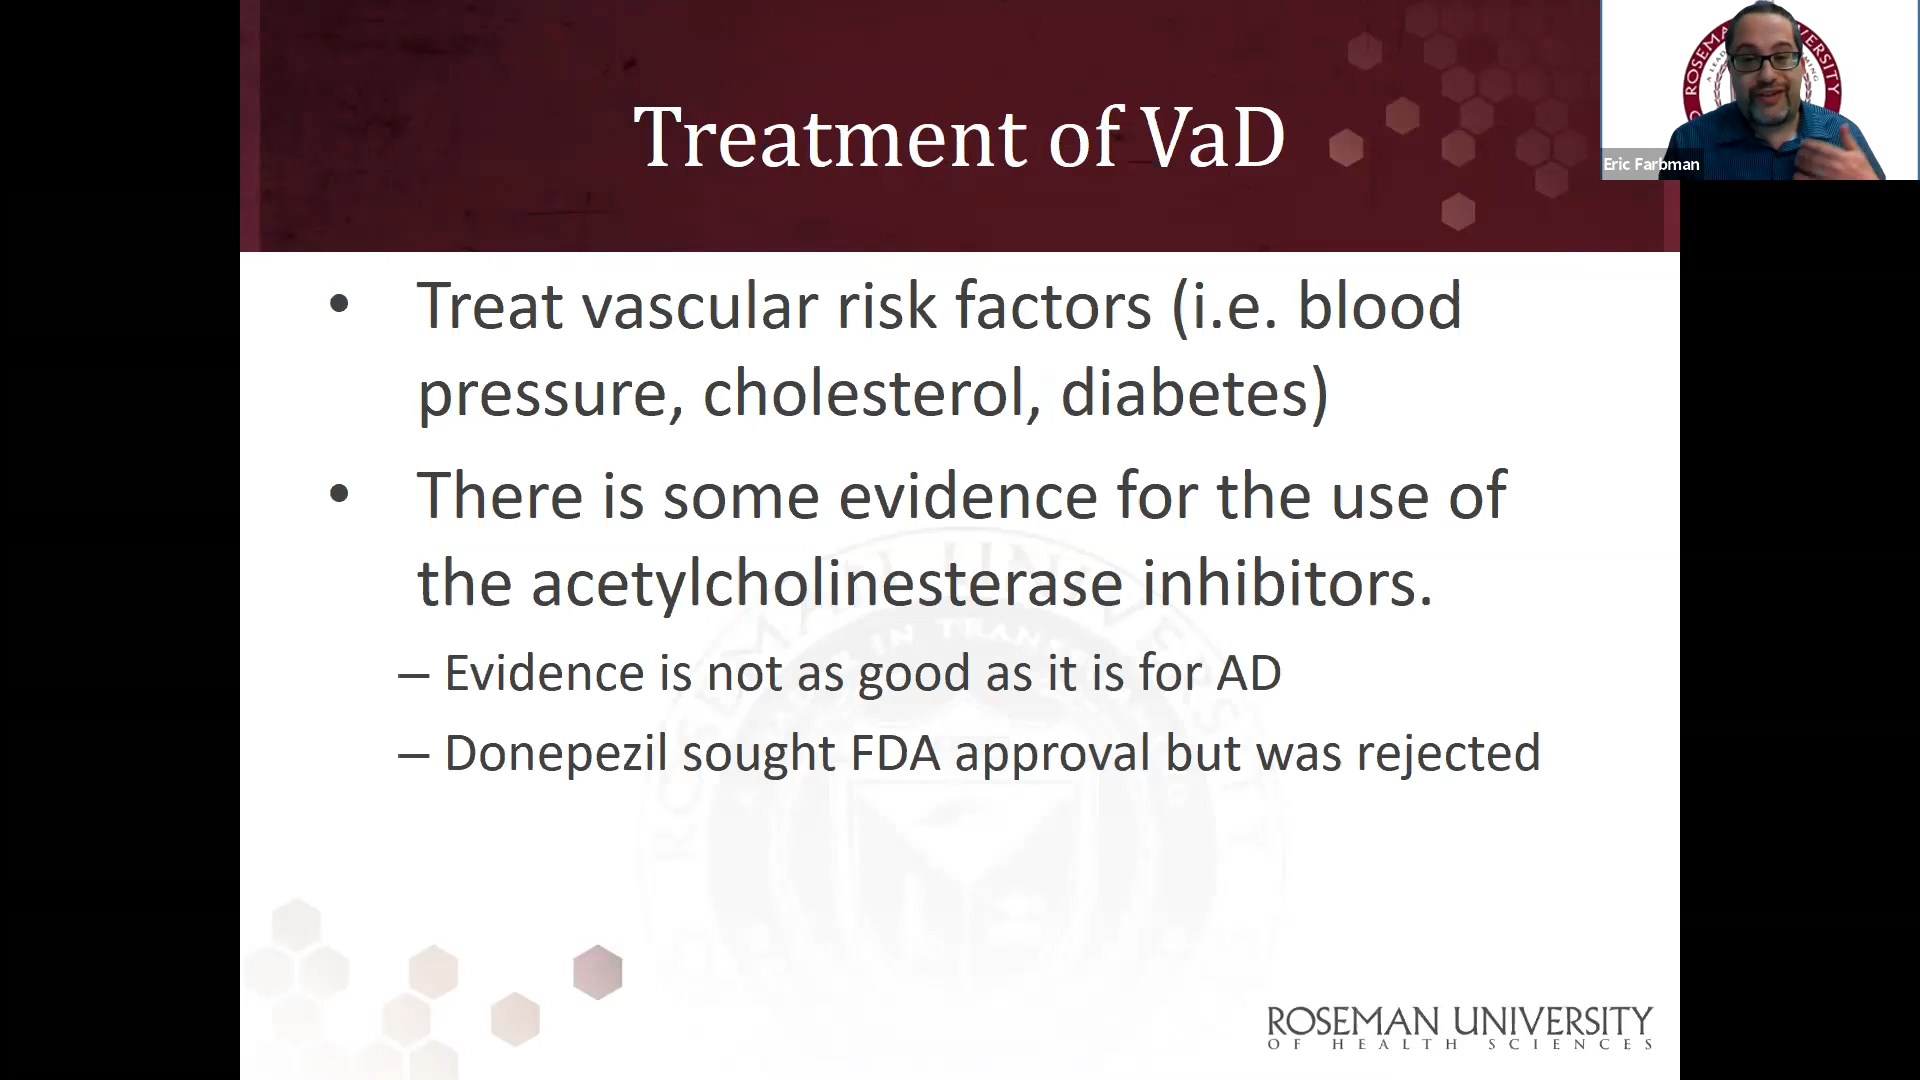 Treatment of VaD
Eric Farbman
• Treat vascular risk factors (i.e. blood
pressure, cholesterol, diabetes)
• There is some evidence for the use of
the acetylcholinesterase inhibitors.
– Evidence is not as good as it is for AD
– Donepezil sought FDA approval but was rejected
ROSEMAN UNIVERSITY
OF HEALTH SCIENCES